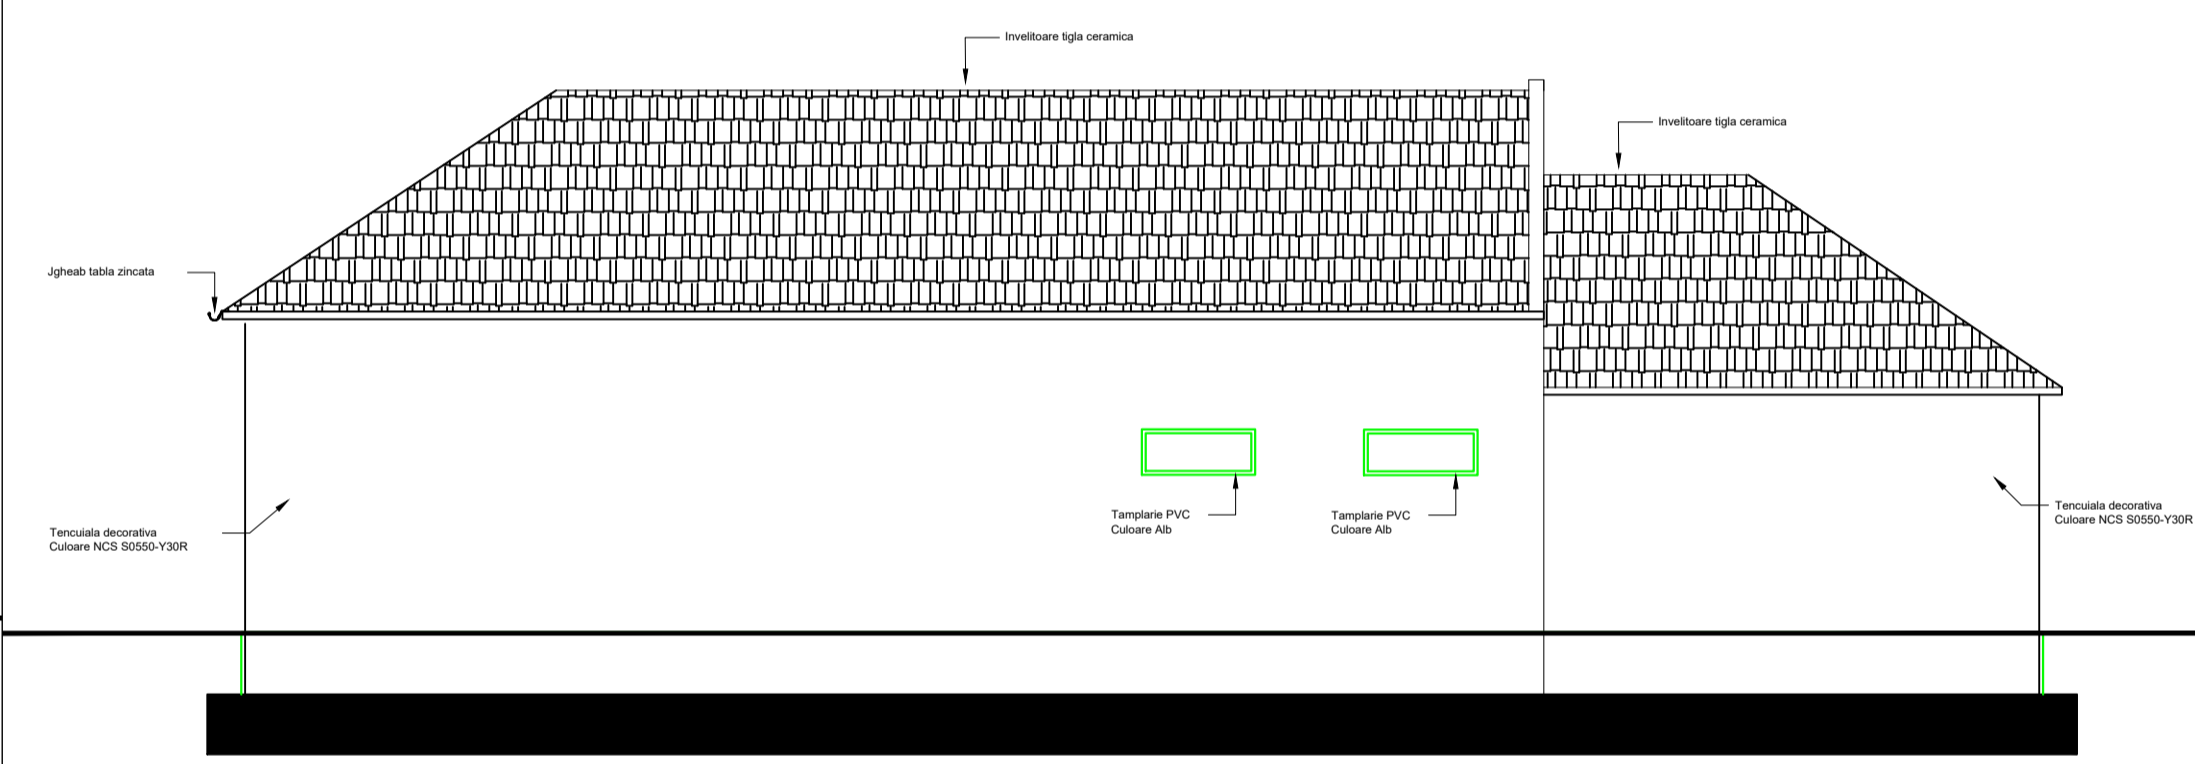 Invelitoare tigla ceramica
Invelitoare tigla ceramica
Jgheab tabla zincata
Tencuiala decorativa
Culoare NCS S0550-Y30R
Tamplarie PVC
Culoare Alb
Tamplarie PVC
Culoare Alb
Tencuiala decorativa
Culoare NCS S0550-Y30R